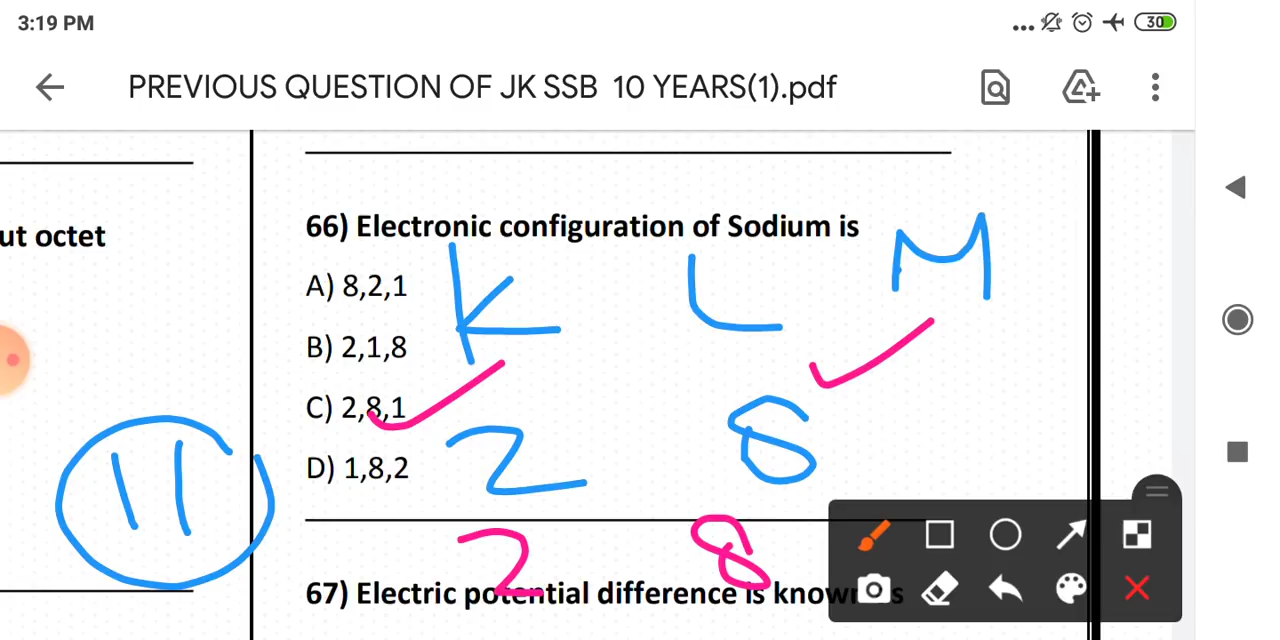 3:19 PM
30
PREVIOUS QUESTION OF JK SSB 10 YEARS(1).pdf
ut octet
66) Electronic configuration of Sodium is
A) 8,2,1
B) 2,1,8
C) 2,8,1
D) 1,8,2
K L M
2 8
11
2 8
67) Electric potential difference is known s